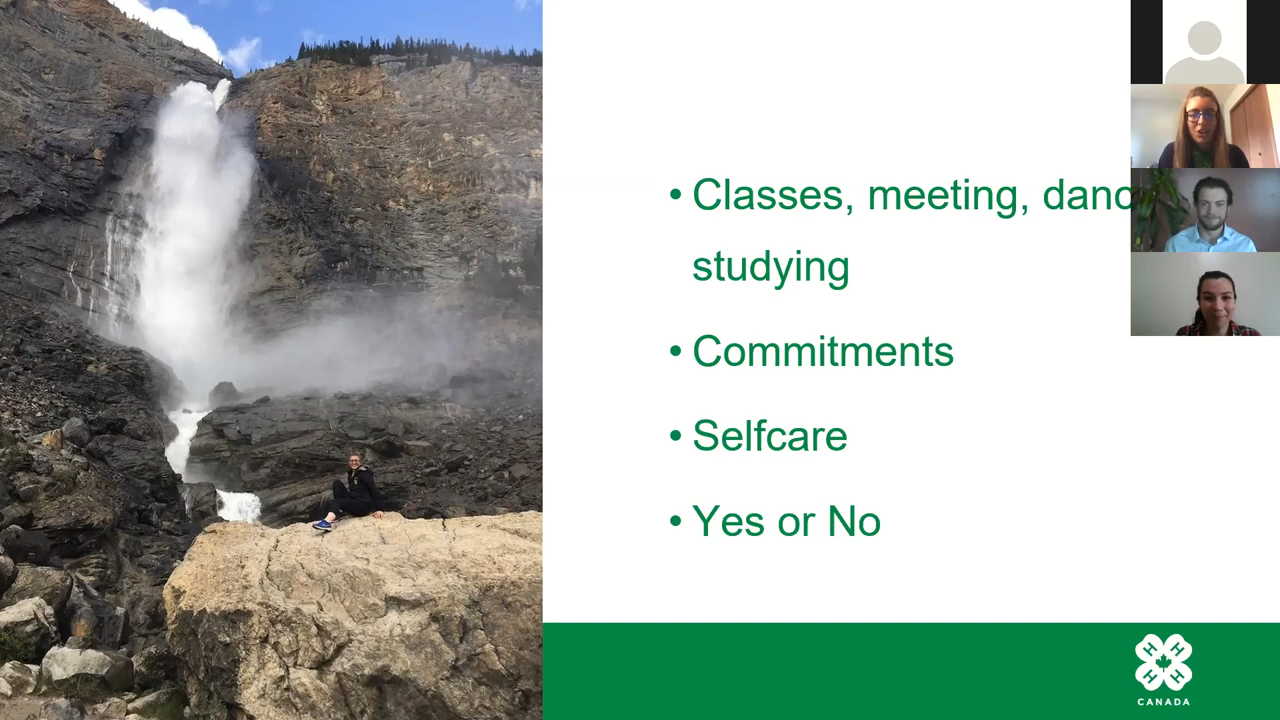 • Classes, meeting, danc
studying
• Commitments
• Selfcare
• Yes or No
H H
H H
CANADA